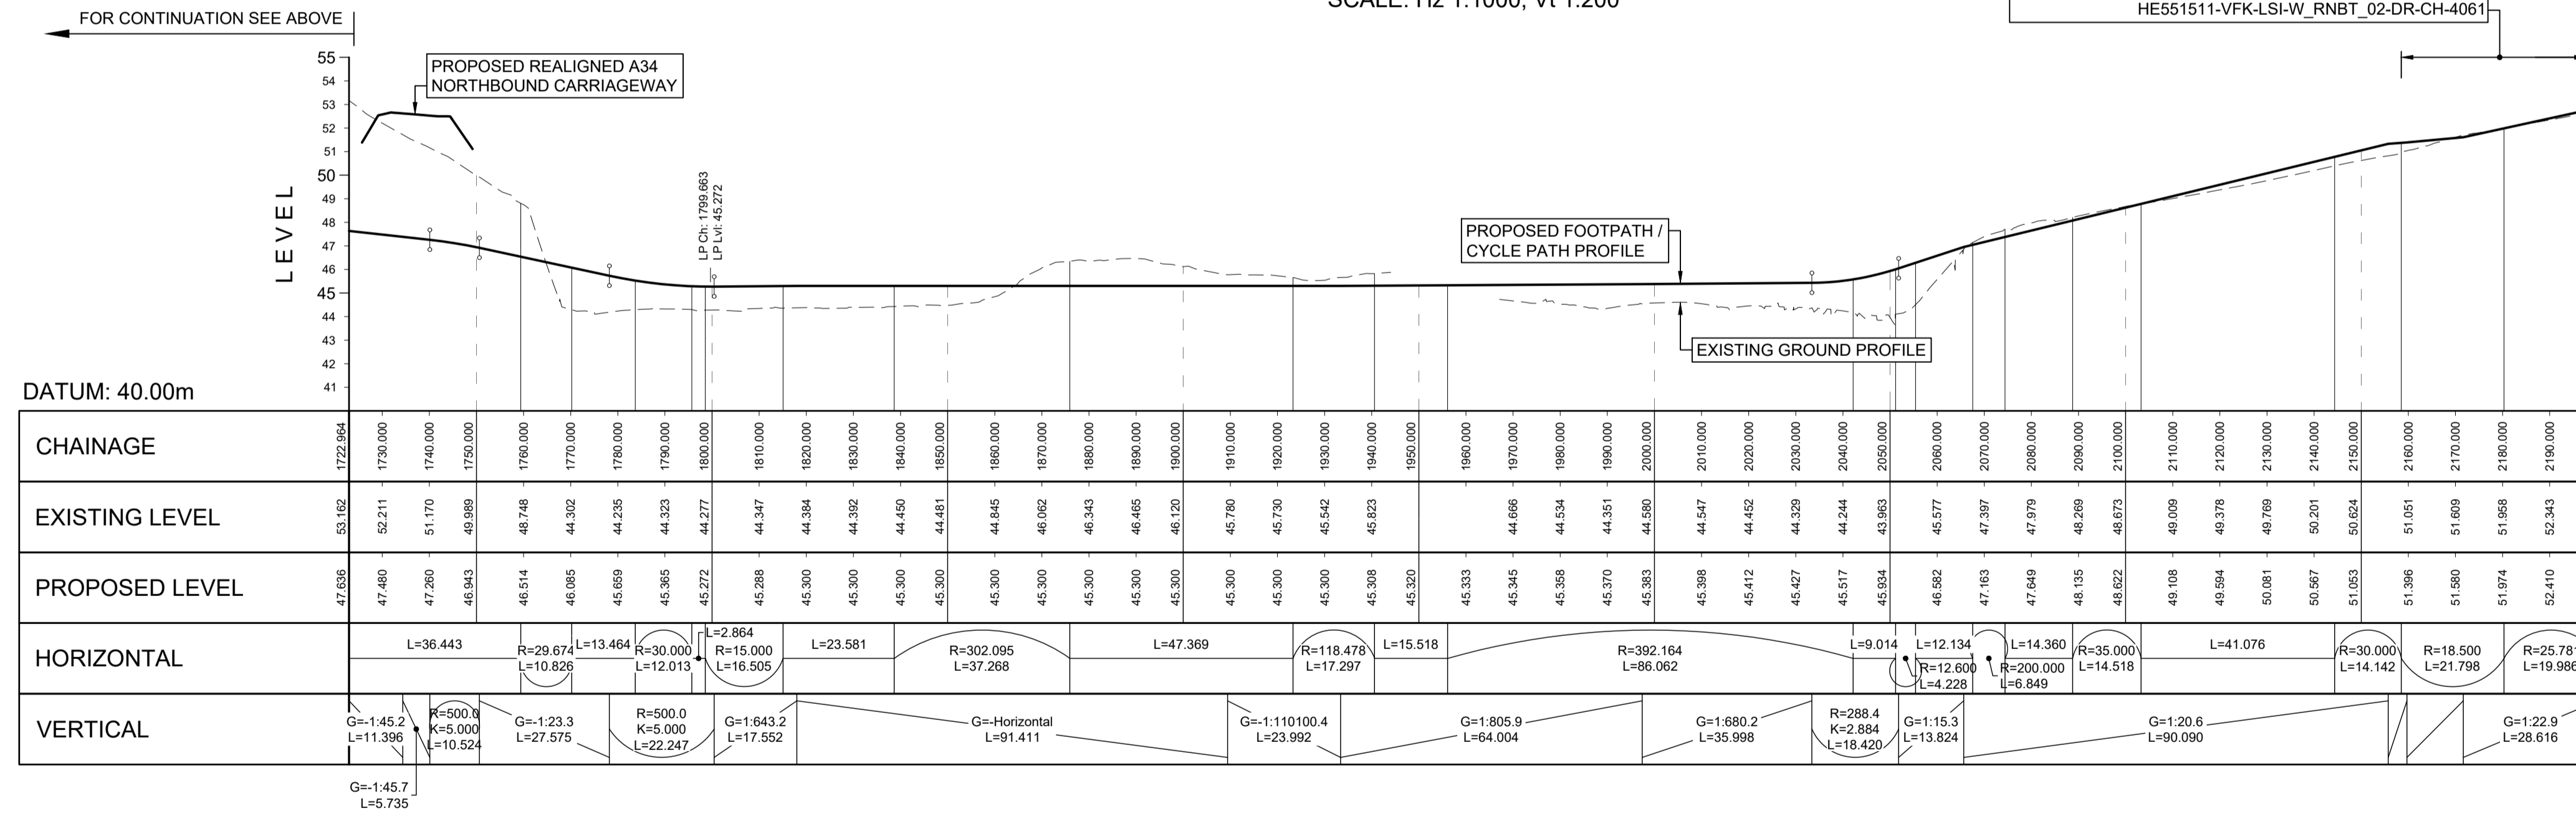 FOR CONTINUATION SEE ABOVE
SCALE: Hz 1:1000, Vt 1:200
HE551511-VFK-LSI-W_RNBT_02-DR-CH-4061
PROPOSED REALIGNED A34
NORTHBOUND CARRIAGEWAY
LEVEL
55
54
53
52
51
50
49
48
47
46
45
44
43
42
41
LP Ch: 1799.663
LP Lvl: 45.272
PROPOSED FOOTPATH /
CYCLE PATH PROFILE
EXISTING GROUND PROFILE
DATUM: 40.00m
CHAINAGE 1722.964 1730.000 1740.000 1750.000 1760.000 1770.000 1780.000 1790.000 1800.000 1810.000 1820.000 1830.000 1840.000 1850.000 1860.000 1870.000 1880.000 1890.000 1900.000 1910.000 1920.000 1930.000 1940.000 1950.000 1960.000 1970.000 1980.000 1990.000 2000.000 2010.000 2020.000 2030.000 2040.000 2050.000 2060.000 2070.000 2080.000 2090.000 2100.000 2110.000 2120.000 2130.000 2140.000 2150.000 2160.000 2170.000 2180.000 2190.000
EXISTING LEVEL 53.162 52.211 51.170 49.989 48.748 44.302 44.235 44.323 44.277 44.347 44.384 44.392 44.450 44.481 44.845 46.062 46.343 46.465 46.120 45.780 45.730 45.542 45.823 44.666 44.534 44.351 44.580 44.547 44.452 44.329 44.244 43.963 45.577 47.397 47.979 48.269 48.673 49.009 49.378 49.769 50.201 50.624 51.051 51.609 51.958 52.343
PROPOSED LEVEL 47.636 47.480 47.260 46.943 46.514 46.085 45.659 45.365 45.272 45.288 45.300 45.300 45.300 45.300 45.300 45.300 45.300 45.300 45.300 45.300 45.300 45.300 45.308 45.320 45.333 45.345 45.358 45.370 45.383 45.398 45.412 45.427 45.517 45.934 46.582 47.163 47.649 48.135 48.622 49.108 49.594 50.081 50.567 51.053 51.396 51.580 51.974 52.410
HORIZONTAL
L=36.443
R=29.674
L=10.826
L=13.464
R=30.000
L=12.013
L=2.864
R=15.000
L=16.505
L=23.581
R=302.095
L=37.268
L=47.369
R=118.478
L=17.297
L=15.518
R=392.164
L=86.062
L=9.014
R=12.600
L=4.228
L=12.134
R=200.000
L=6.849
L=14.360
R=35.000
L=14.518
L=41.076
R=30.000
L=14.142
R=18.500
L=21.798
R=25.78
L=19.986
VERTICAL
G=-1:45.2
L=11.396
G=-1:45.7
L=5.735
R=500.0
K=5.000
L=10.524
G=-1:23.3
L=27.575
R=500.0
K=5.000
L=22.247
G=1:643.2
L=17.552
G=-Horizontal
L=91.411
G=-1:110100.4
L=23.992
G=1:805.9
L=64.004
G=1:680.2
L=35.998
R=288.4
K=2.884
L=18.420
G=1:15.3
L=13.824
G=1:20.6
L=90.090
G=1:22.9
L=28.616